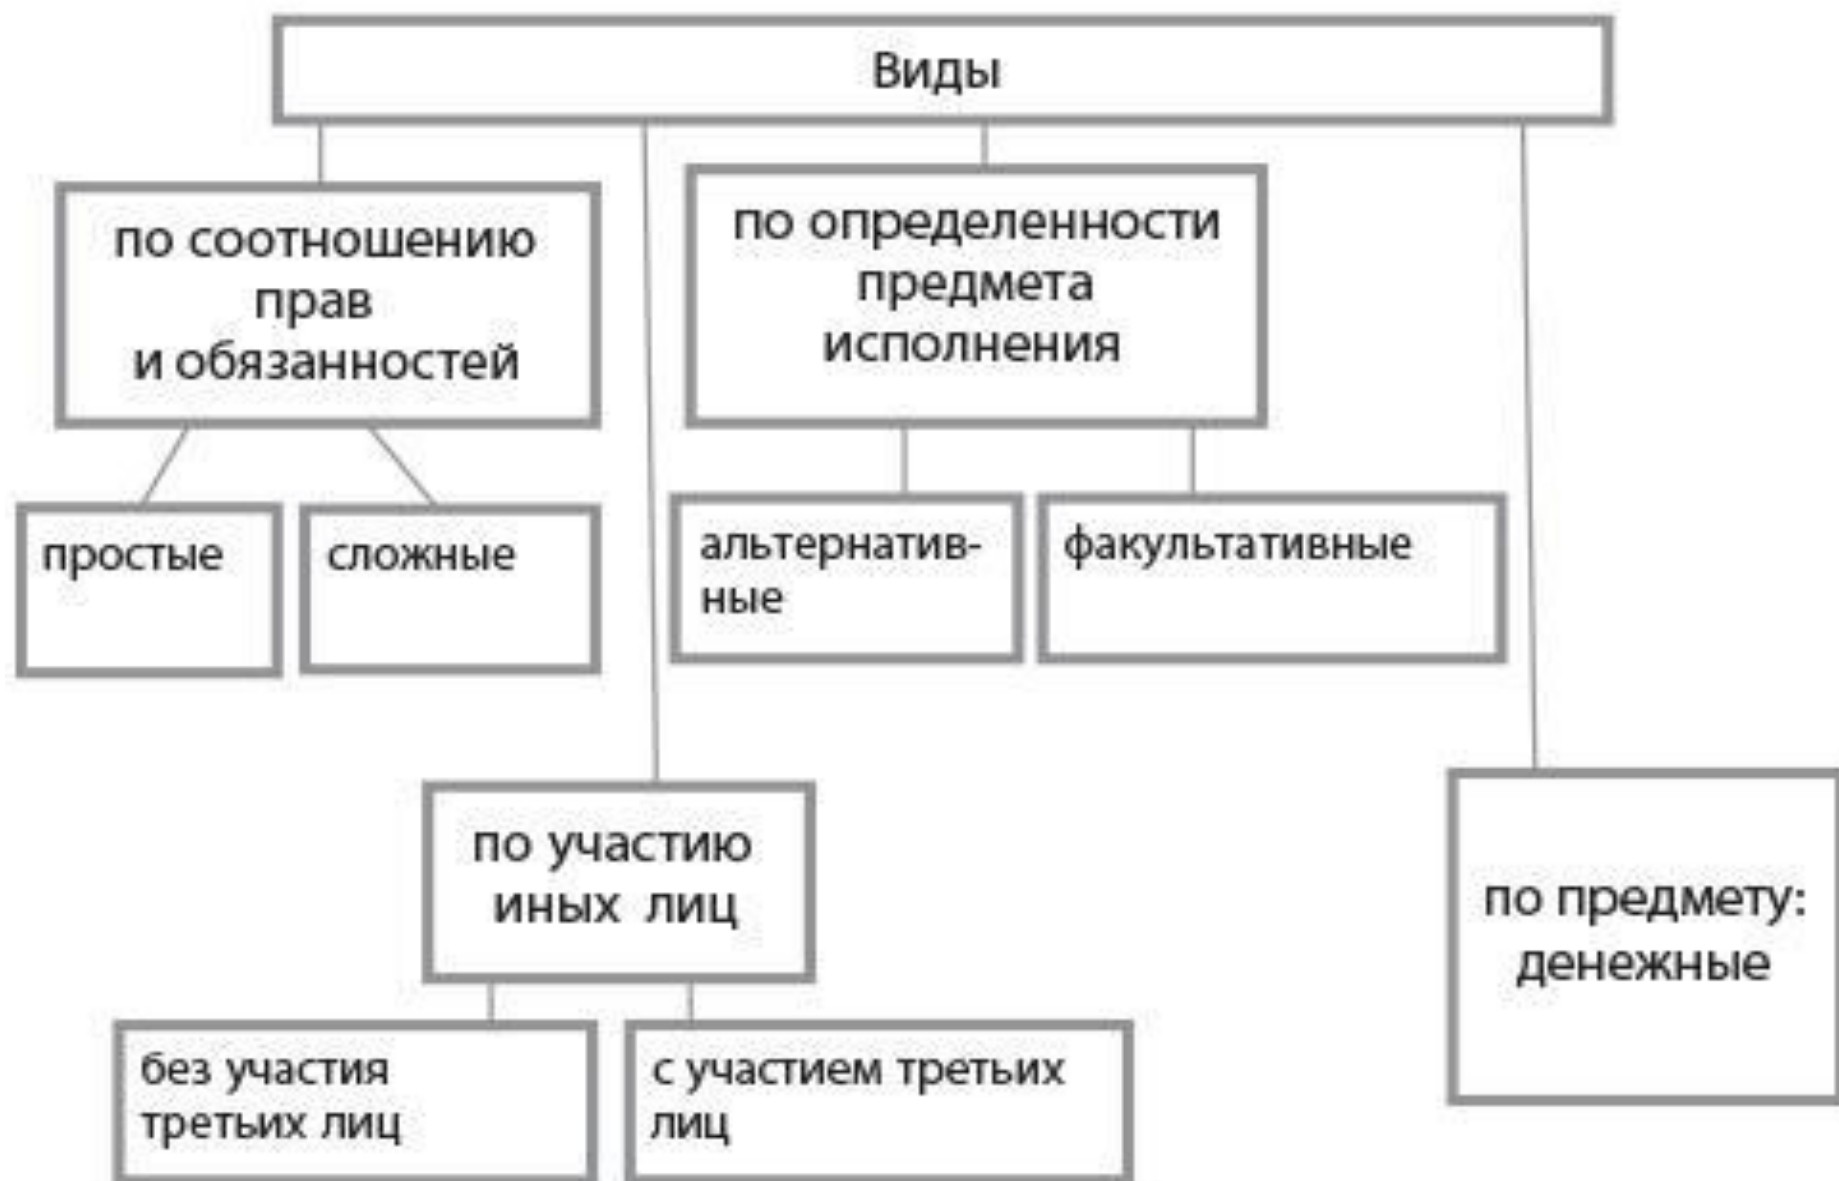 Виды
по соотношению
прав
и обязанностей
по определенности
предмета
исполнения
простые
сложные
альтернатив-
ные
факультативные
по участию
иных лиц
по предмету:
денежные
без участия
третьих лиц
с участием третьих
лиц